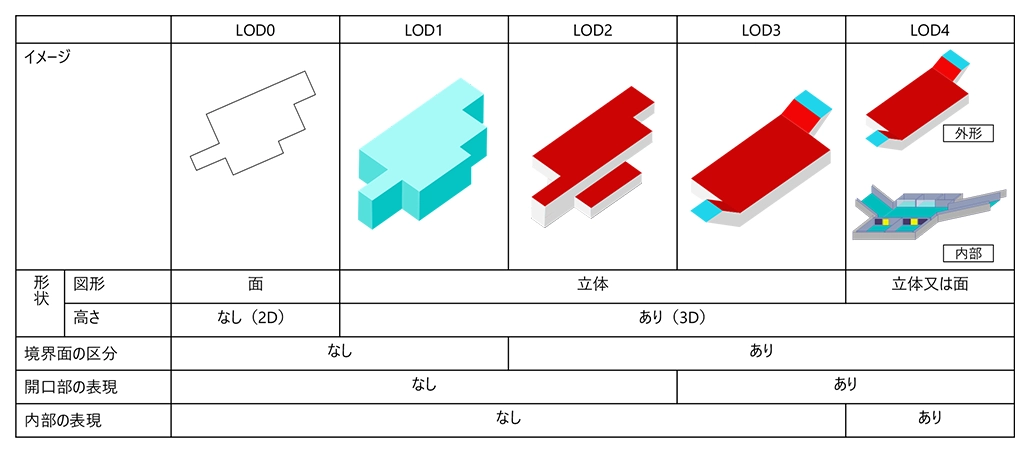 LOD0 LOD1 LOD2 LOD3 LOD4
イメージ
外形
内部
形状 図形 面 立体 立体又は面
高さ なし（2D） あり（3D）
境界面の区分 なし あり
開口部の表現 なし あり
内部の表現 なし あり